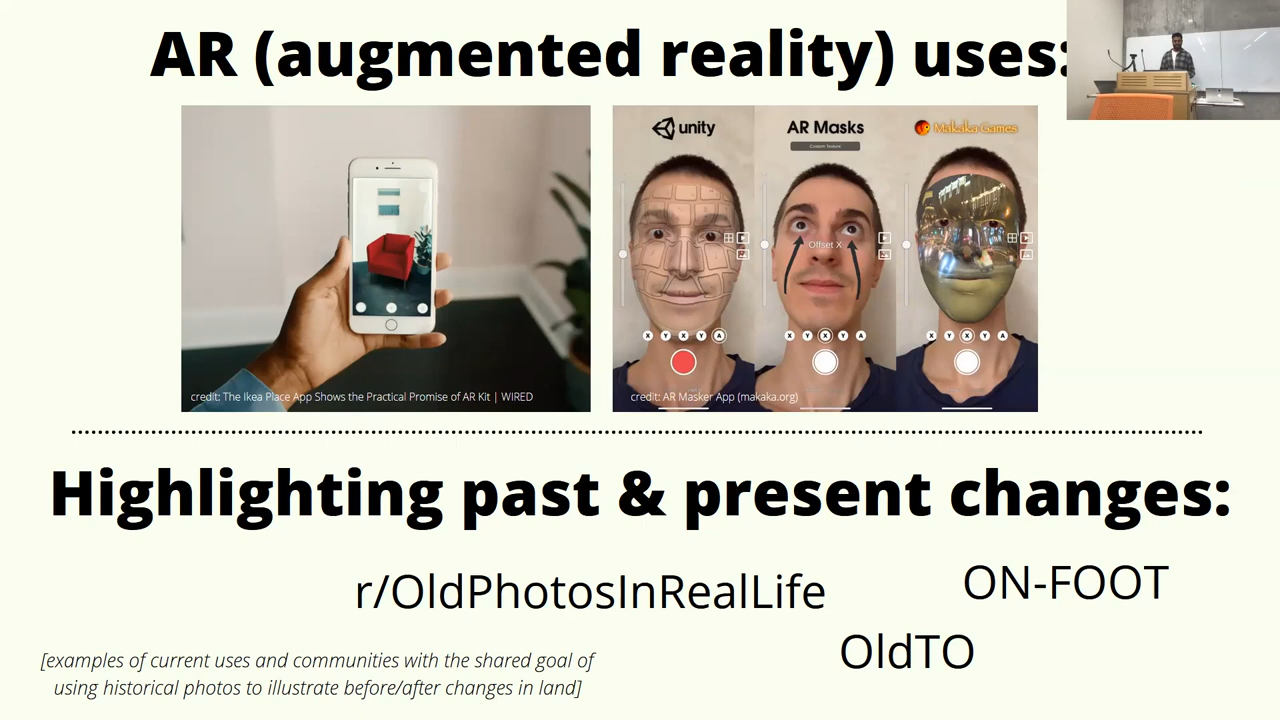 AR (augmented reality) uses:
unity
AR Masks
Custom Texture
Makaka Games
Offset X
X Y X Y A
X Y X Y A
X Y X Y A
credit: The Ikea Place App Shows the Practical Promise of AR Kit | WIRED
credit: AR Masker App (makaka.org)
Highlighting past & present changes:
r/OldPhotosInRealLife
ON-FOOT
OldTO
[examples of current uses and communities with the shared goal of
using historical photos to illustrate before/after changes in land]